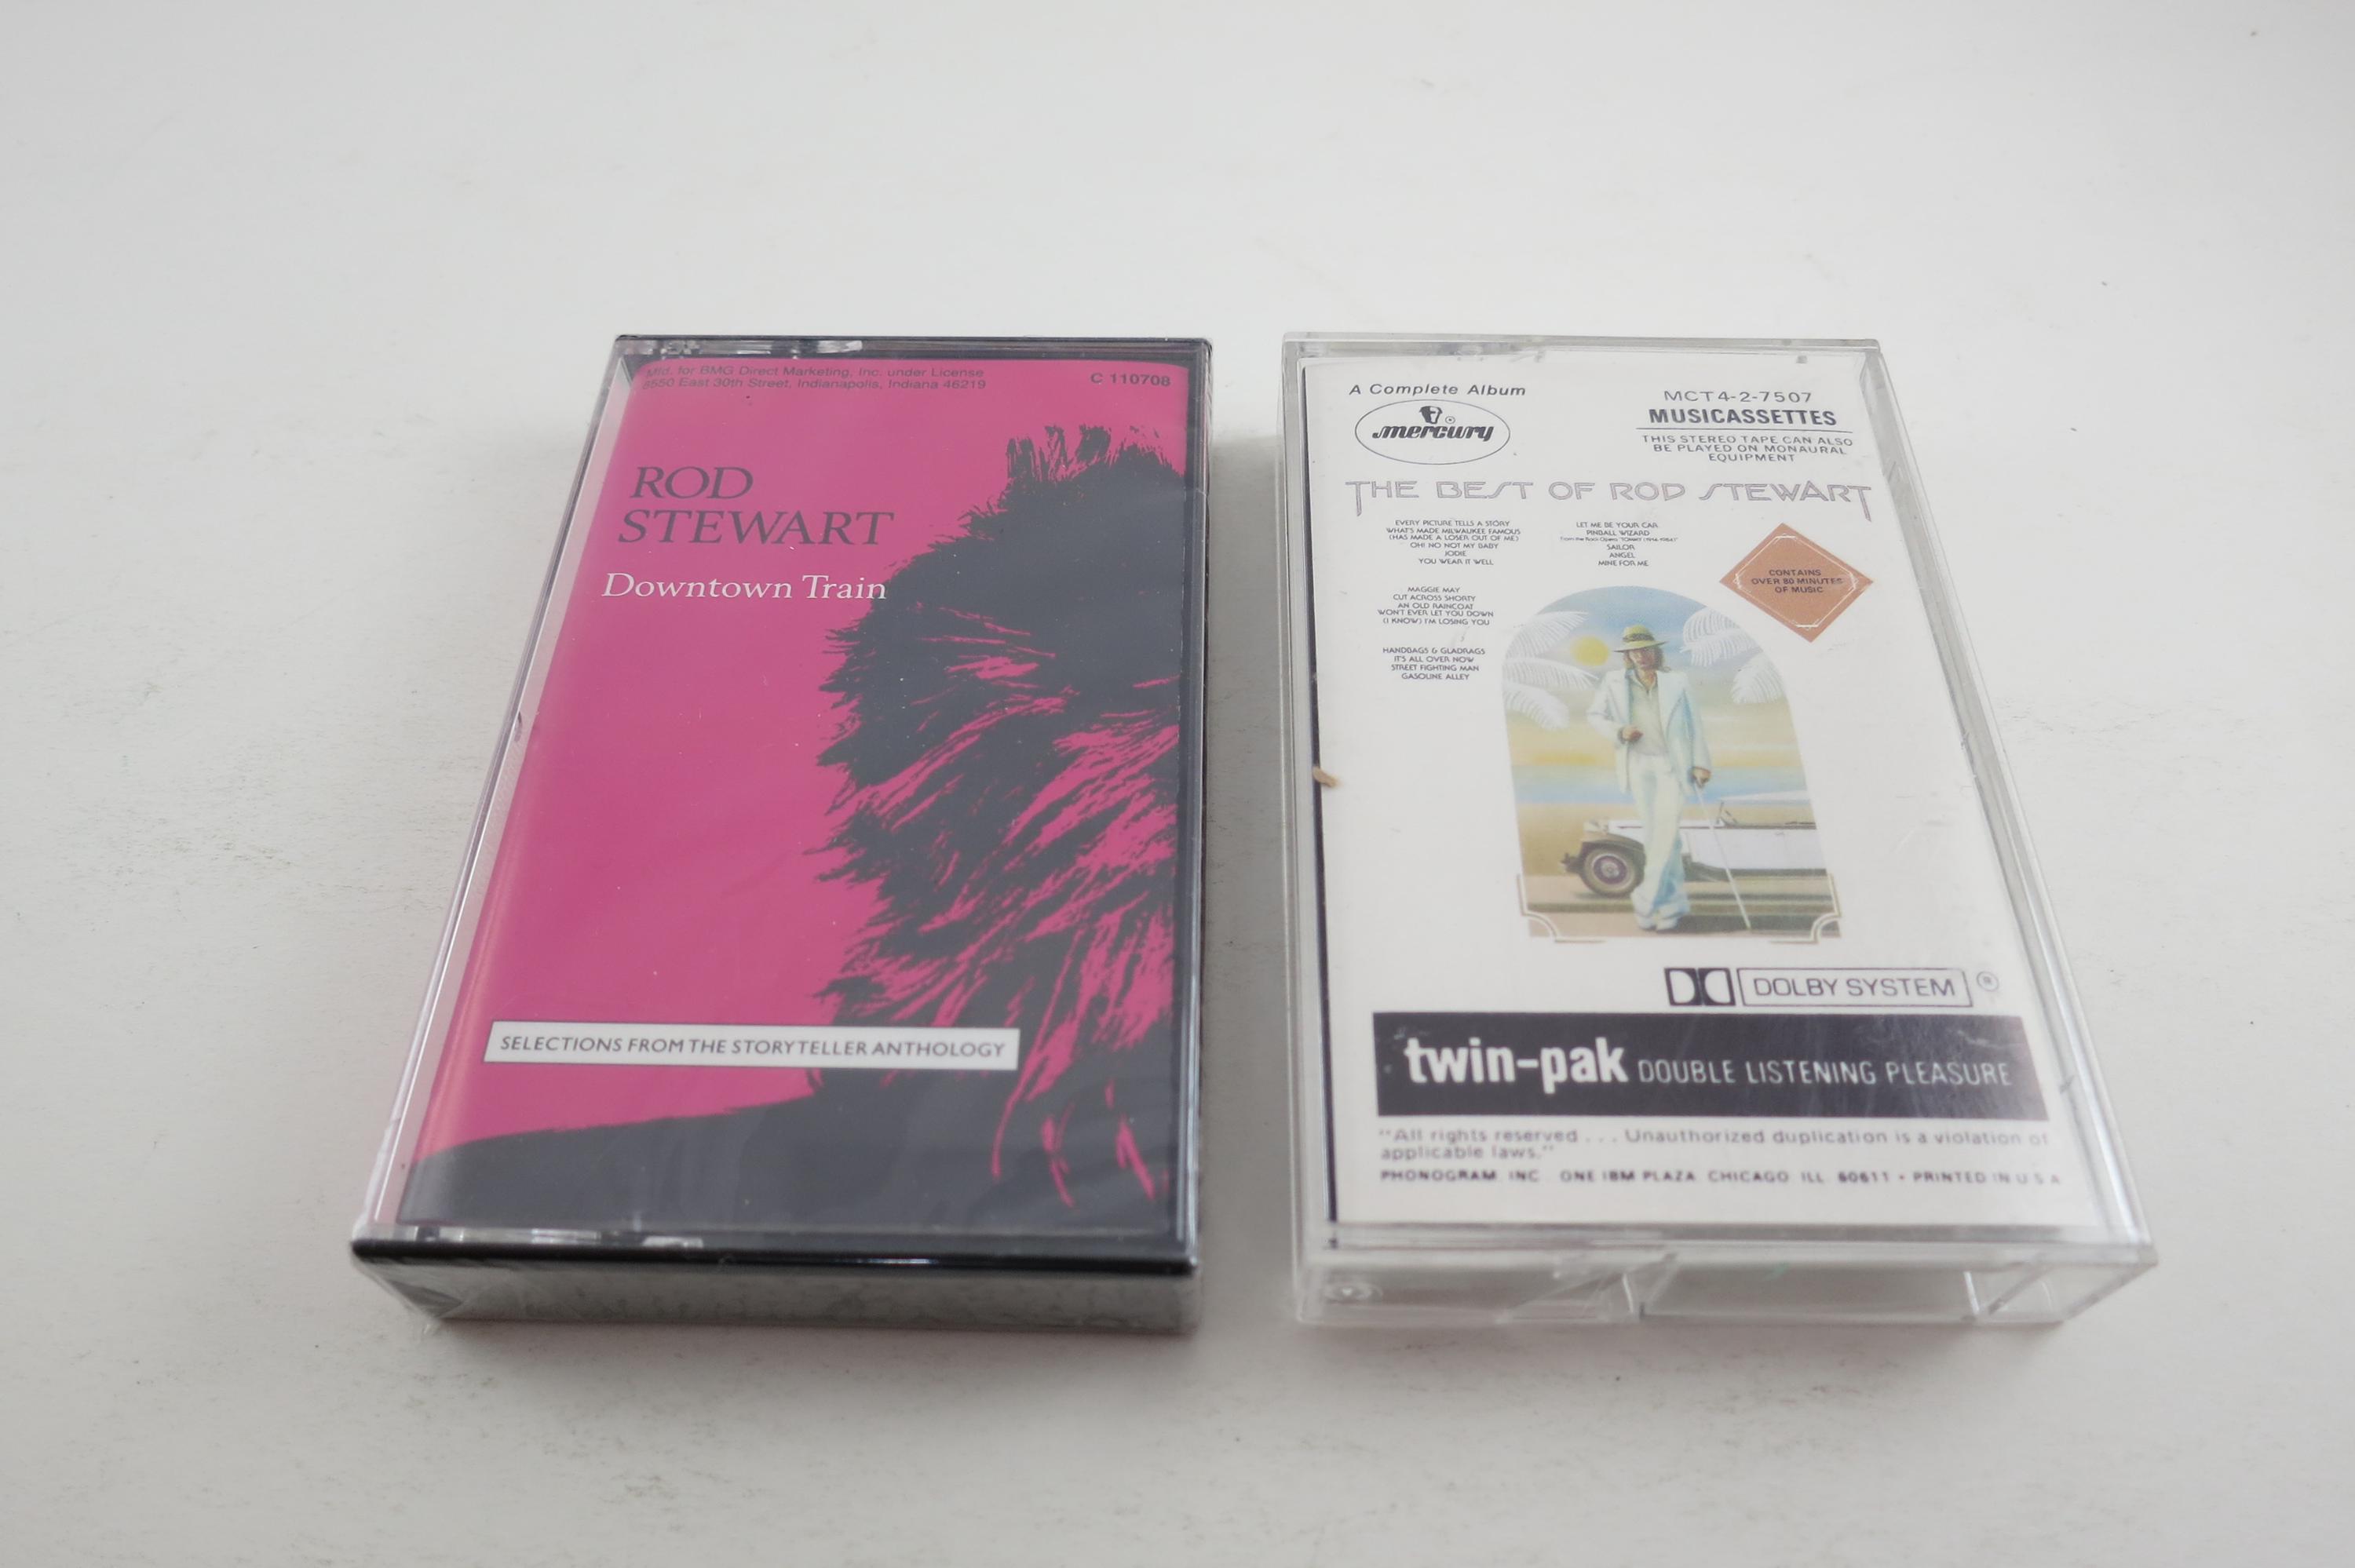 Mfd. for BMG Direct Marketing, Inc. under License
8550 East 30th Street, Indianapolis, Indiana 46219
C 110708
ROD
STEWART
Downtown Train
SELECTIONS FROM THE STORYTELLER ANTHOLOGY
A Complete Album
mercury
MCT4-2-7507
MUSICASSETTES
THIS STEREO TAPE CAN ALSO
BE PLAYED ON MONAURAL
EQUIPMENT
THE BEST OF ROD STEWART
EVERY PICTURE TELLS A STORY
WHAT'S MADE MILWAUKEE FAMOUS
(HAS MADE A LOSER OUT OF ME)
OH! NO NOT MY BABY
JODIE
YOU WEAR IT WELL
MAGGIE MAY
CUT ACROSS SHORTY
AN OLD RAINCOAT
WON'T EVER LET YOU DOWN
(I KNOW) I'M LOSING YOU
HANDBAGS & GLADRAGS
IT'S ALL OVER NOW
STREET FIGHTING MAN
GASOLINE ALLEY
LET ME BE YOUR CAR
PINBALL WIZARD
From the Rock Opera "TOMMY"
SAILOR
ANGEL
MINE FOR ME
CONTAINS
OVER 80 MINUTES
OF MUSIC
DOLBY SYSTEM ®
twin-pak DOUBLE LISTENING PLEASURE
"All rights reserved . . . Unauthorized duplication is a violation of
applicable laws."
PHONOGRAM, INC. ONE IBM PLAZA CHICAGO ILL 60611 • PRINTED IN U S A